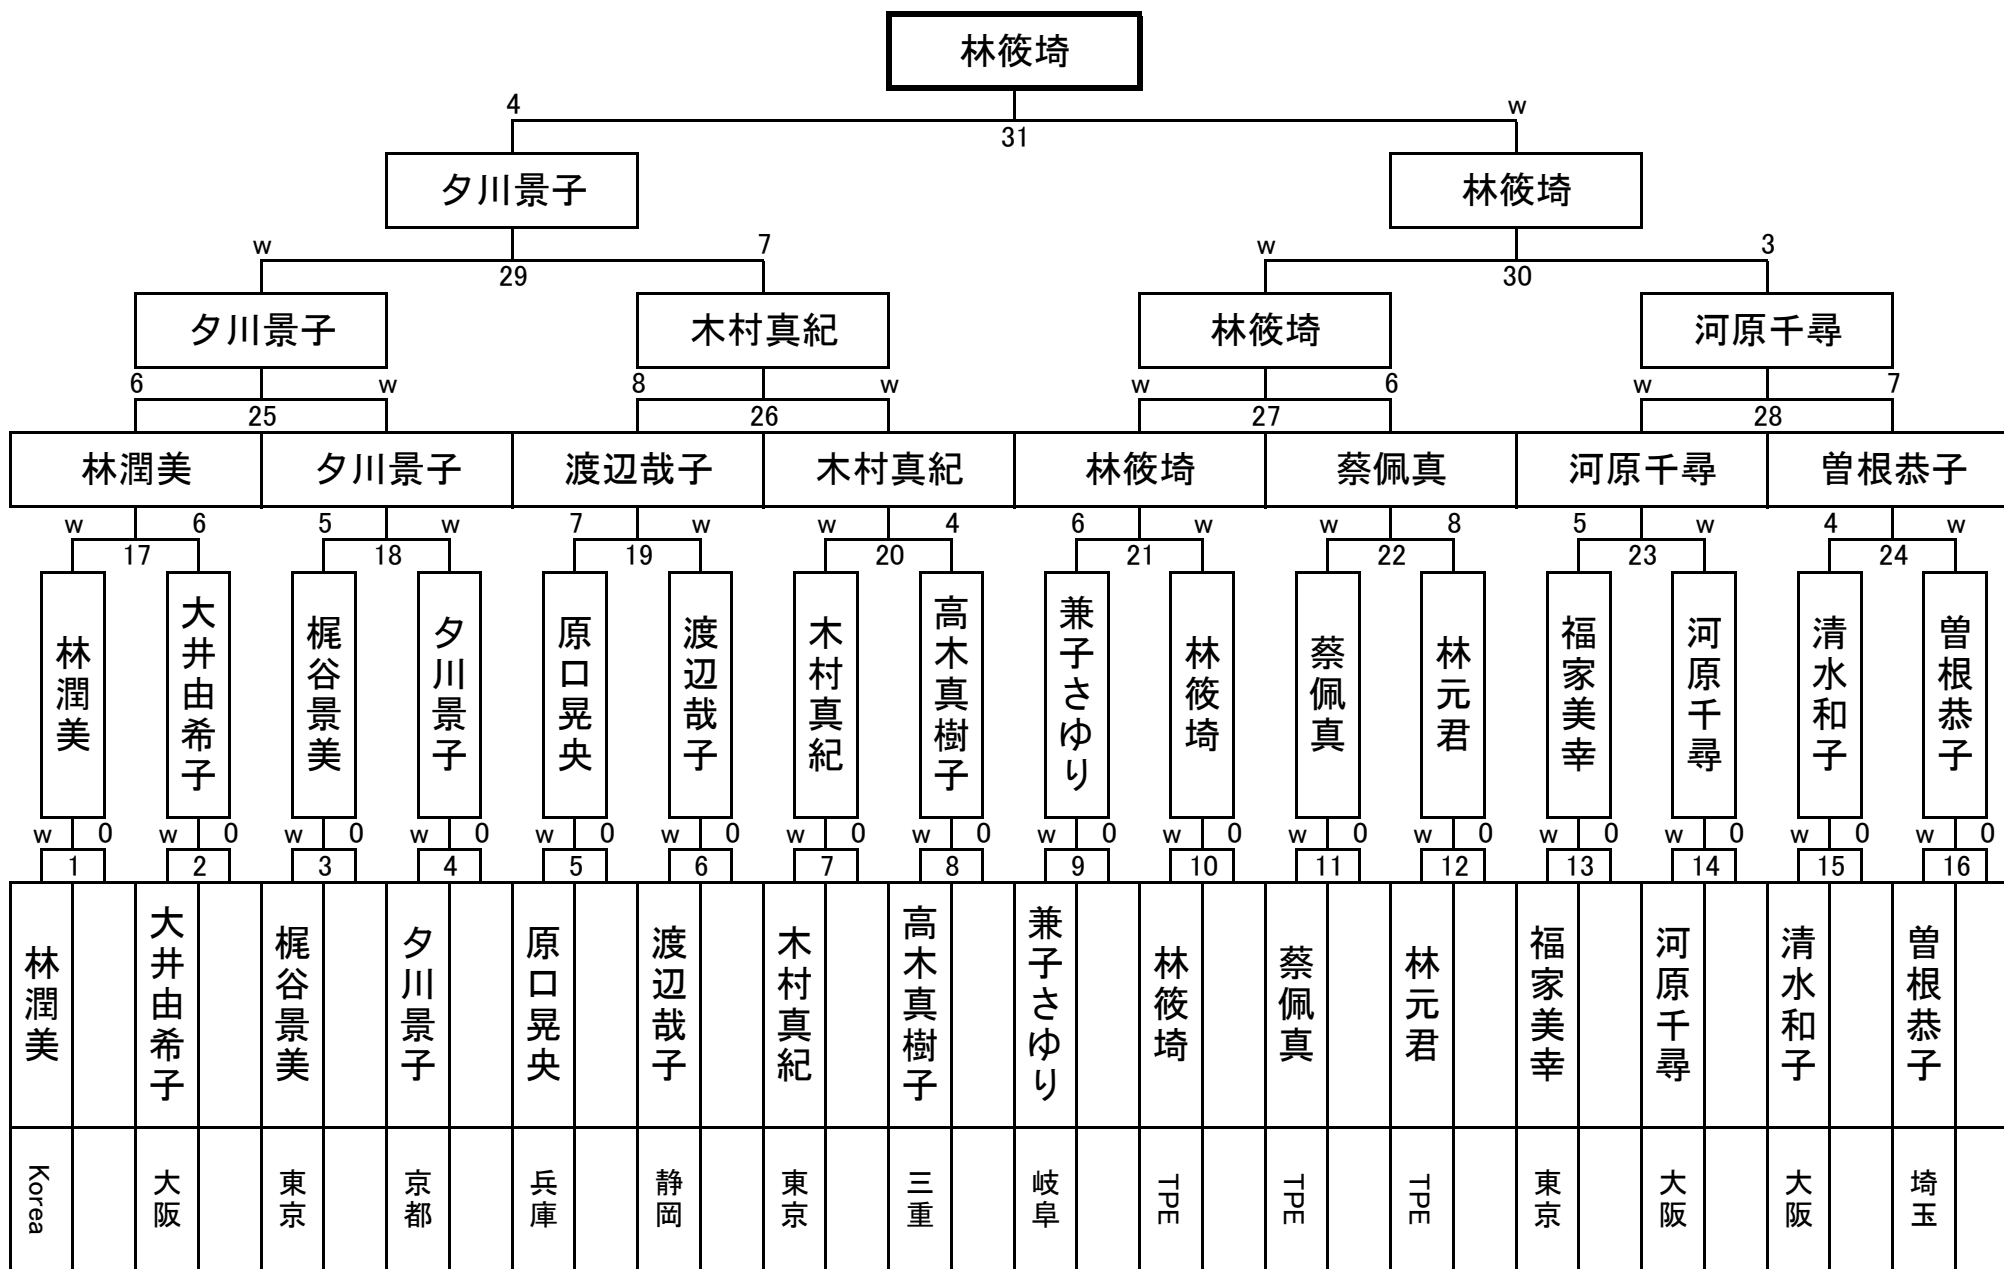 林筱埼
4 w
31
夕川景子 林筱埼
w 7 w 3
29 30
夕川景子 木村真紀 林筱埼 河原千尋
6 w 8 w w 6 w 7
25 26 27 28
林潤美 夕川景子 渡辺哉子 木村真紀 林筱埼 蔡佩真 河原千尋 曽根恭子
w 6 5 w 7 w w 4 6 w w 8 5 w 4 w
17 18 19 20 21 22 23 24
林潤美 大井由希子 梶谷景美 夕川景子 原口晃央 渡辺哉子 木村真紀 高木真樹子 兼子さゆり 林筱埼 蔡佩真 林元君 福家美幸 河原千尋 清水和子 曽根恭子
w 0 w 0 w 0 w 0 w 0 w 0 w 0 w 0 w 0 w 0 w 0 w 0 w 0 w 0 w 0 w 0
1 2 3 4 5 6 7 8 9 10 11 12 13 14 15 16
林潤美 大井由希子 梶谷景美 夕川景子 原口晃央 渡辺哉子 木村真紀 高木真樹子 兼子さゆり 林筱埼 蔡佩真 林元君 福家美幸 河原千尋 清水和子 曽根恭子
Korea 大阪 東京 京都 兵庫 静岡 東京 三重 岐阜 TPE TPE TPE 東京 大阪 大阪 埼玉